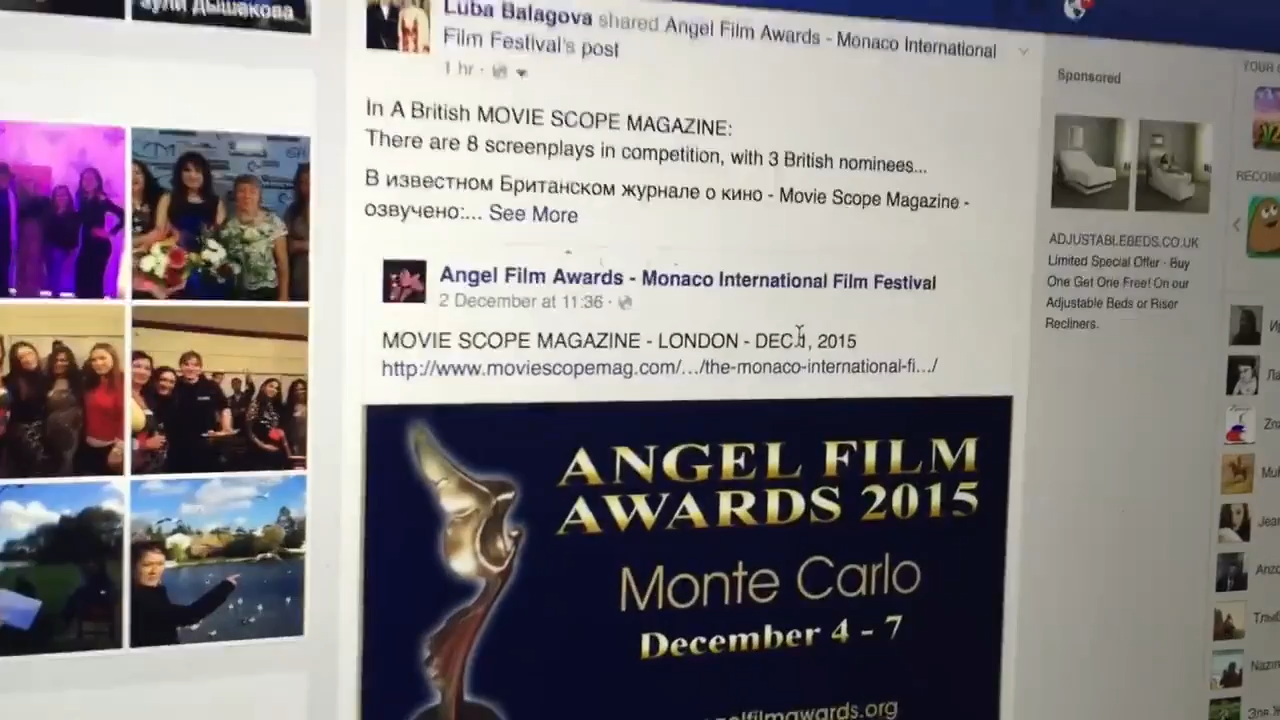 Зули Дышекова
Luba Balagova shared Angel Film Awards - Monaco International
Film Festival's post
1 hr ·
In A British MOVIE SCOPE MAGAZINE:
There are 8 screenplays in competition, with 3 British nominees...
В известном Британском журнале о кино - Movie Scope Magazine -
озвучено:... See More
Angel Film Awards - Monaco International Film Festival
2 December at 11:36 ·
MOVIE SCOPE MAGAZINE - LONDON - DEC 1, 2015
http://www.moviescopemag.com/.../the-monaco-international-fi.../
ANGEL FILM
AWARDS 2015
Monte Carlo
December 4 - 7
Sponsored
ADJUSTABLEBEDS.CO.UK
Limited Special Offer - Buy
One Get One Free! On our
Adjustable Beds or Riser
Recliners.
YOUR
RECOM